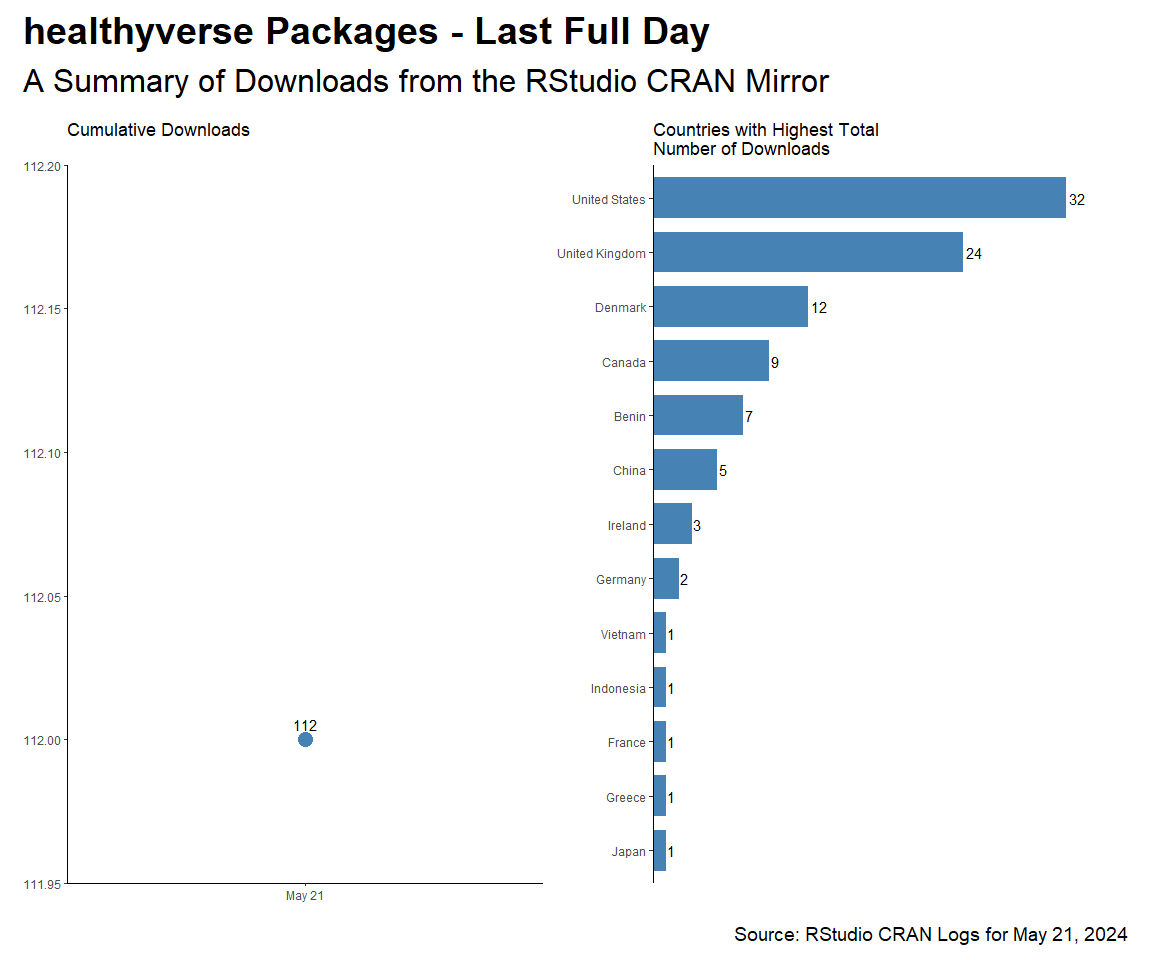 healthyverse Packages - Last Full Day
A Summary of Downloads from the RStudio CRAN Mirror
Cumulative Downloads
112.20
112.15
112.10
112.05
112.00
111.95
112
May 21
Countries with Highest Total
Number of Downloads
United States 32
United Kingdom 24
Denmark 12
Canada 9
Benin 7
China 5
Ireland 3
Germany 2
Vietnam 1
Indonesia 1
France 1
Greece 1
Japan 1
Source: RStudio CRAN Logs for May 21, 2024